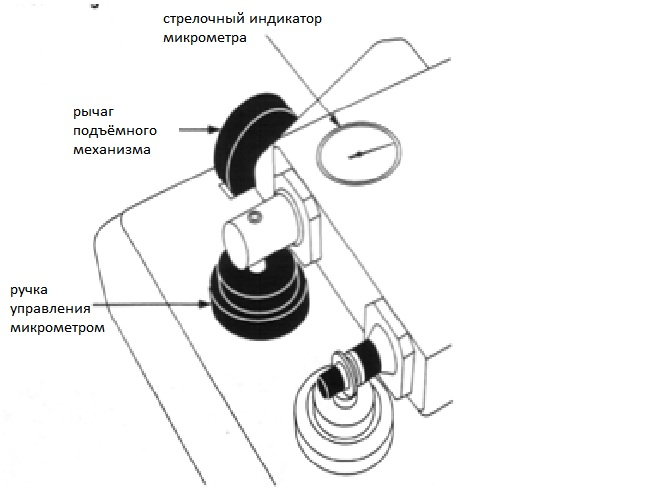 стрелочный индикатор
микрометра
рычаг
подъёмного
механизма
ручка
управления
микрометром